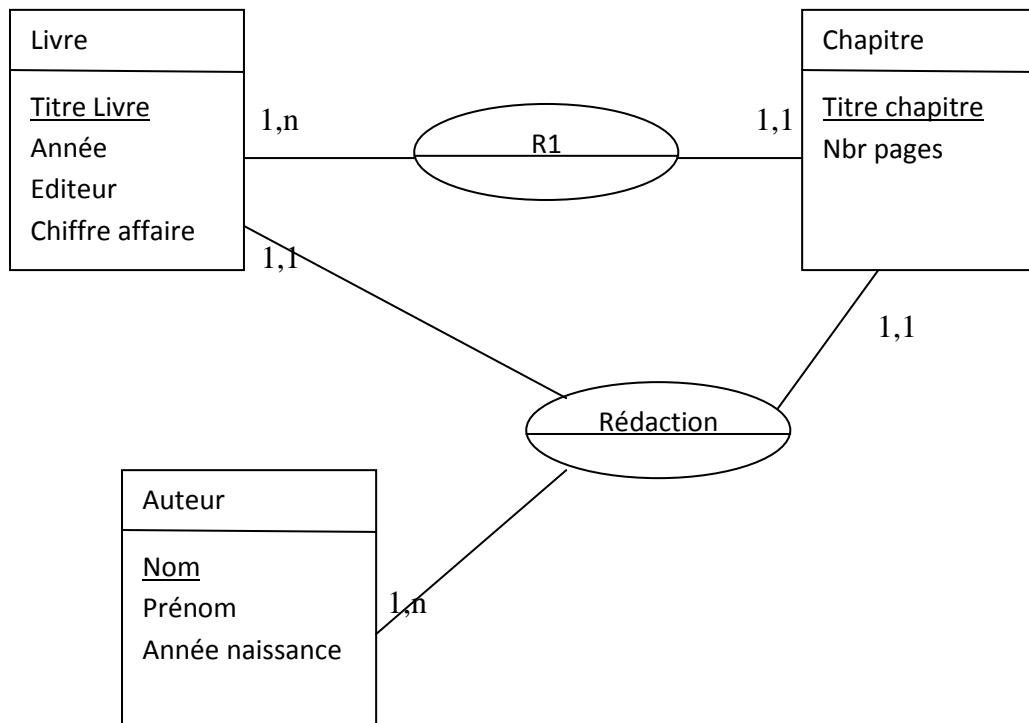 Livre
Titre Livre
Année
Editeur
Chiffre affaire
1,n
R1
1,1
Chapitre
Titre chapitre
Nbr pages
1,1
1,1
Rédaction
Auteur
Nom
Prénom
Année naissance
1,n